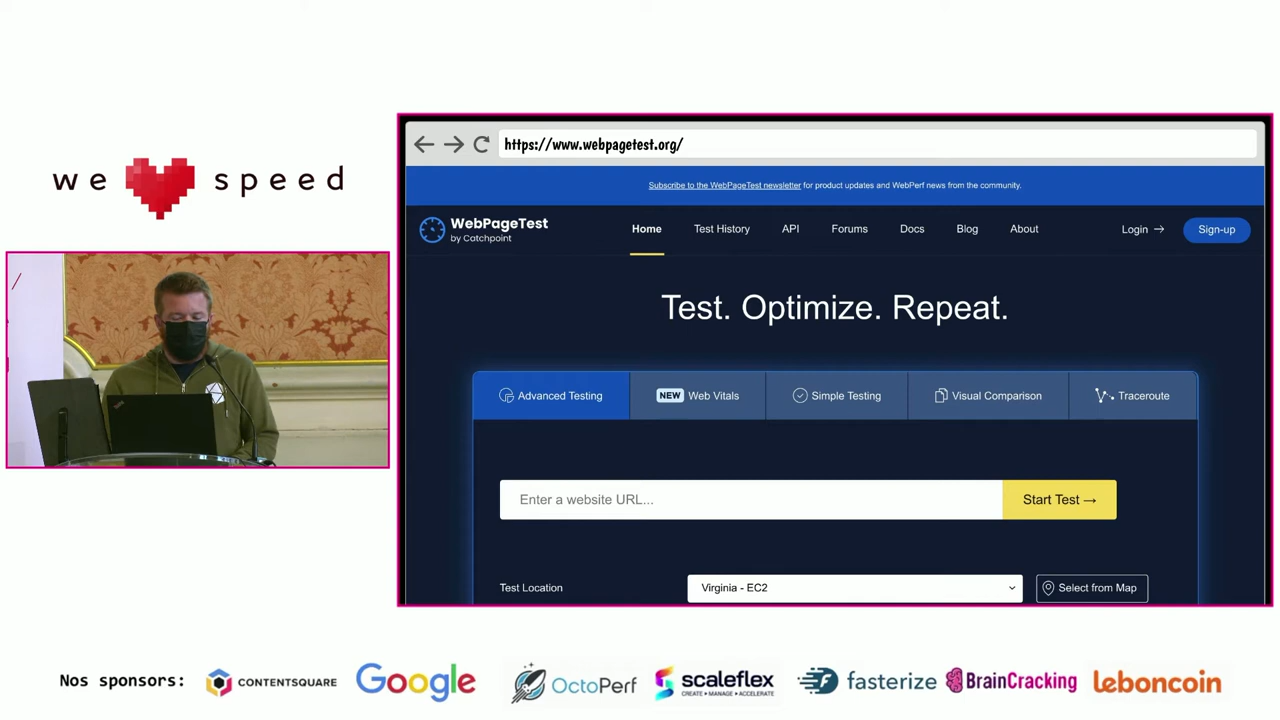 we speed
https://www.webpagetest.org/
Subscribe to the WebPageTest newsletter for product updates and WebPerf news from the community.
WebPageTest
by Catchpoint
Home Test History API Forums Docs Blog About Login → Sign-up
Test. Optimize. Repeat.
Advanced Testing NEW Web Vitals Simple Testing Visual Comparison Traceroute
Enter a website URL... Start Test →
Test Location Virginia - EC2 Select from Map
Nos sponsors: CONTENTSQUARE Google OctoPerf scaleflex fasterize BrainCracking leboncoin
CREATE • MANAGE • ACCELERATE